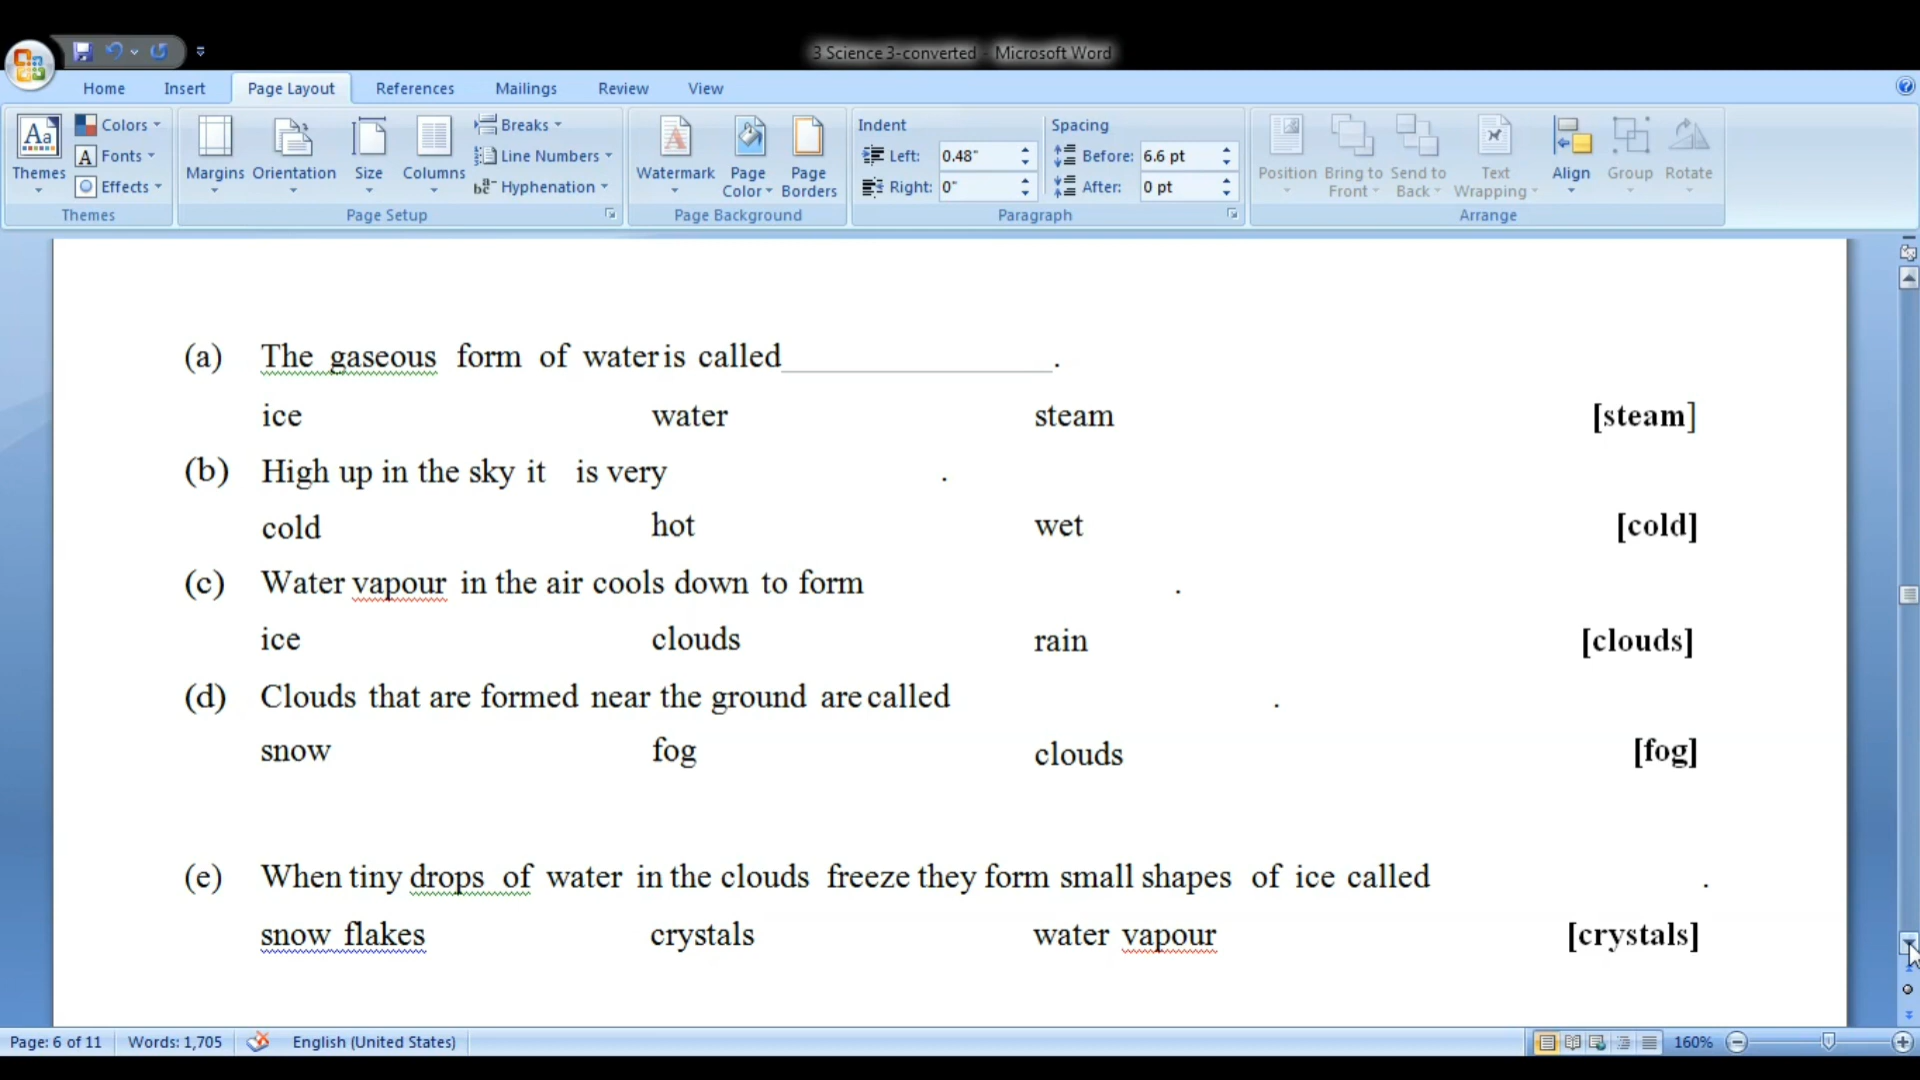 3 Science 3-converted - Microsoft Word
Home Insert Page Layout References Mailings Review View
Aa Themes Colors Fonts Effects
Margins Orientation Size Columns Breaks Line Numbers Hyphenation
Watermark Page Color Page Borders
Indent Spacing
Left: 0.48" Before: 6.6 pt
Right: 0" After: 0 pt
Position Bring to Front Send to Back Text Wrapping Align Group Rotate
Themes Page Setup Page Background Paragraph Arrange
(a) The gaseous form of water is called____________.
ice water steam [steam]
(b) High up in the sky it is very .
cold hot wet [cold]
(c) Water vapour in the air cools down to form .
ice clouds rain [clouds]
(d) Clouds that are formed near the ground are called .
snow fog clouds [fog]
(e) When tiny drops of water in the clouds freeze they form small shapes of ice called .
snow flakes crystals water vapour [crystals]
Page: 6 of 11 Words: 1,705 English (United States) 160%